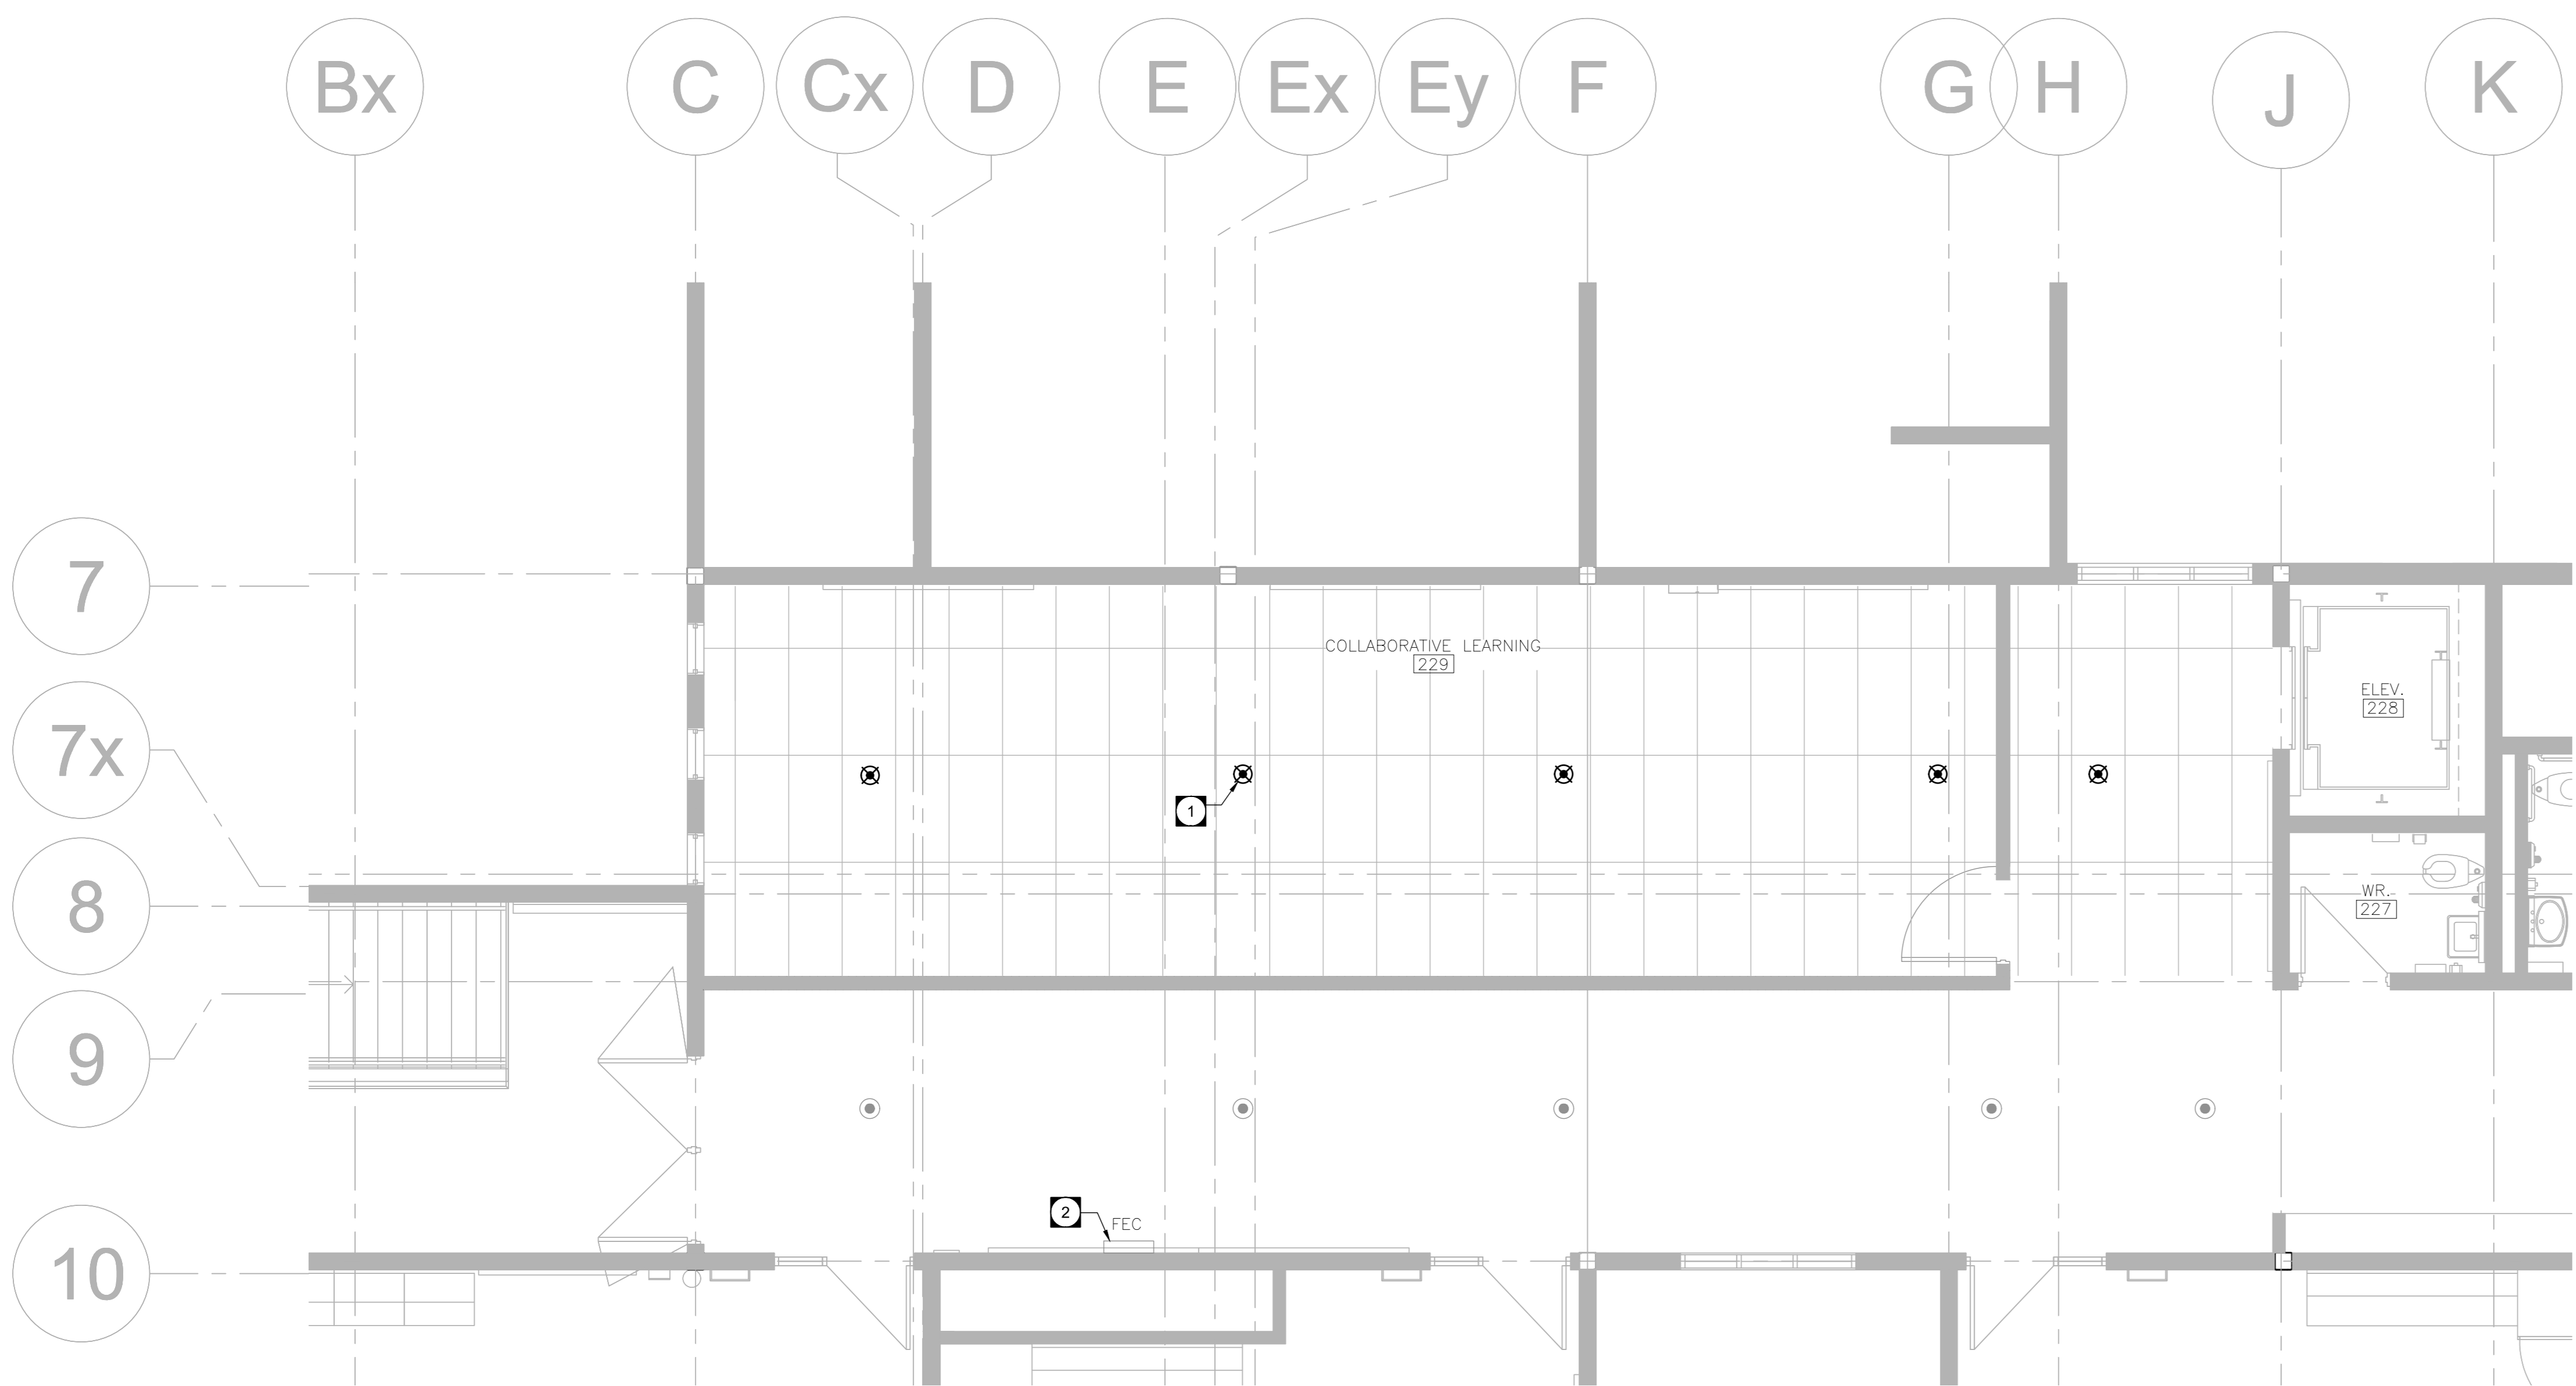 Bx C Cx D E Ex Ey F G H J K
7
COLLABORATIVE LEARNING
229
ELEV.
228
7x
1
8
WR.
227
9
2
FEC
10